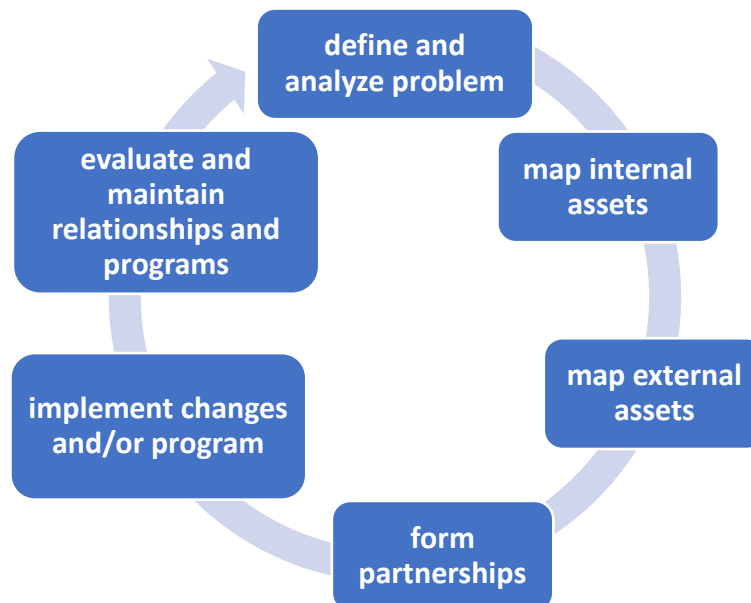 define and
analyze problem
map internal
assets
map external
assets
form
partnerships
implement changes
and/or program
evaluate and
maintain
relationships and
programs